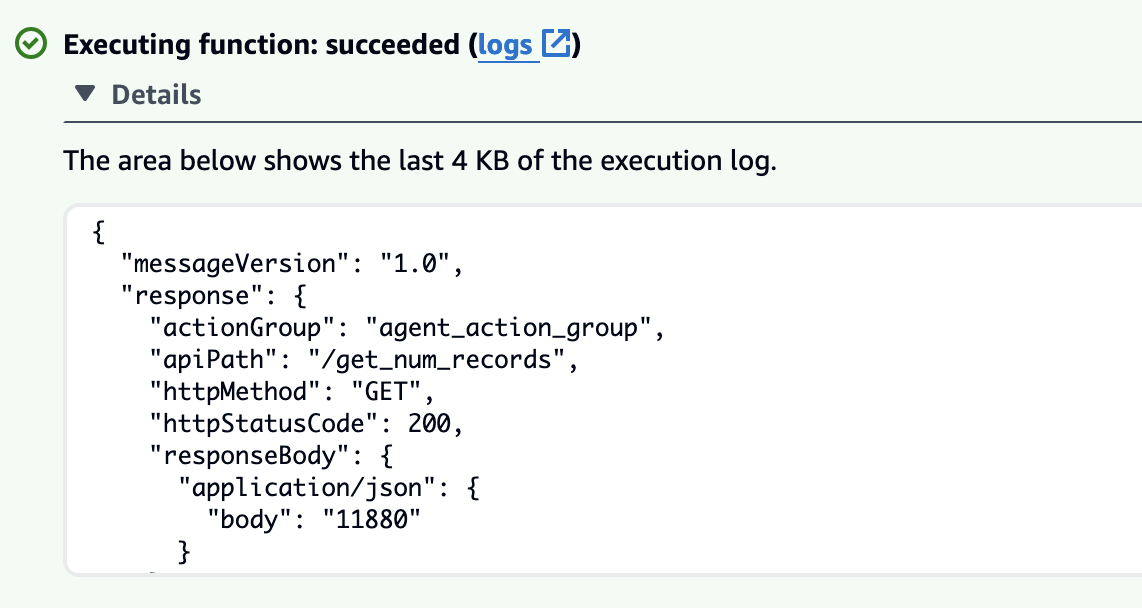 Executing function: succeeded (logs)
Details
The area below shows the last 4 KB of the execution log.
{
  "messageVersion": "1.0",
  "response": {
    "actionGroup": "agent_action_group",
    "apiPath": "/get_num_records",
    "httpMethod": "GET",
    "httpStatusCode": 200,
    "responseBody": {
      "application/json": {
        "body": "11880"
      }